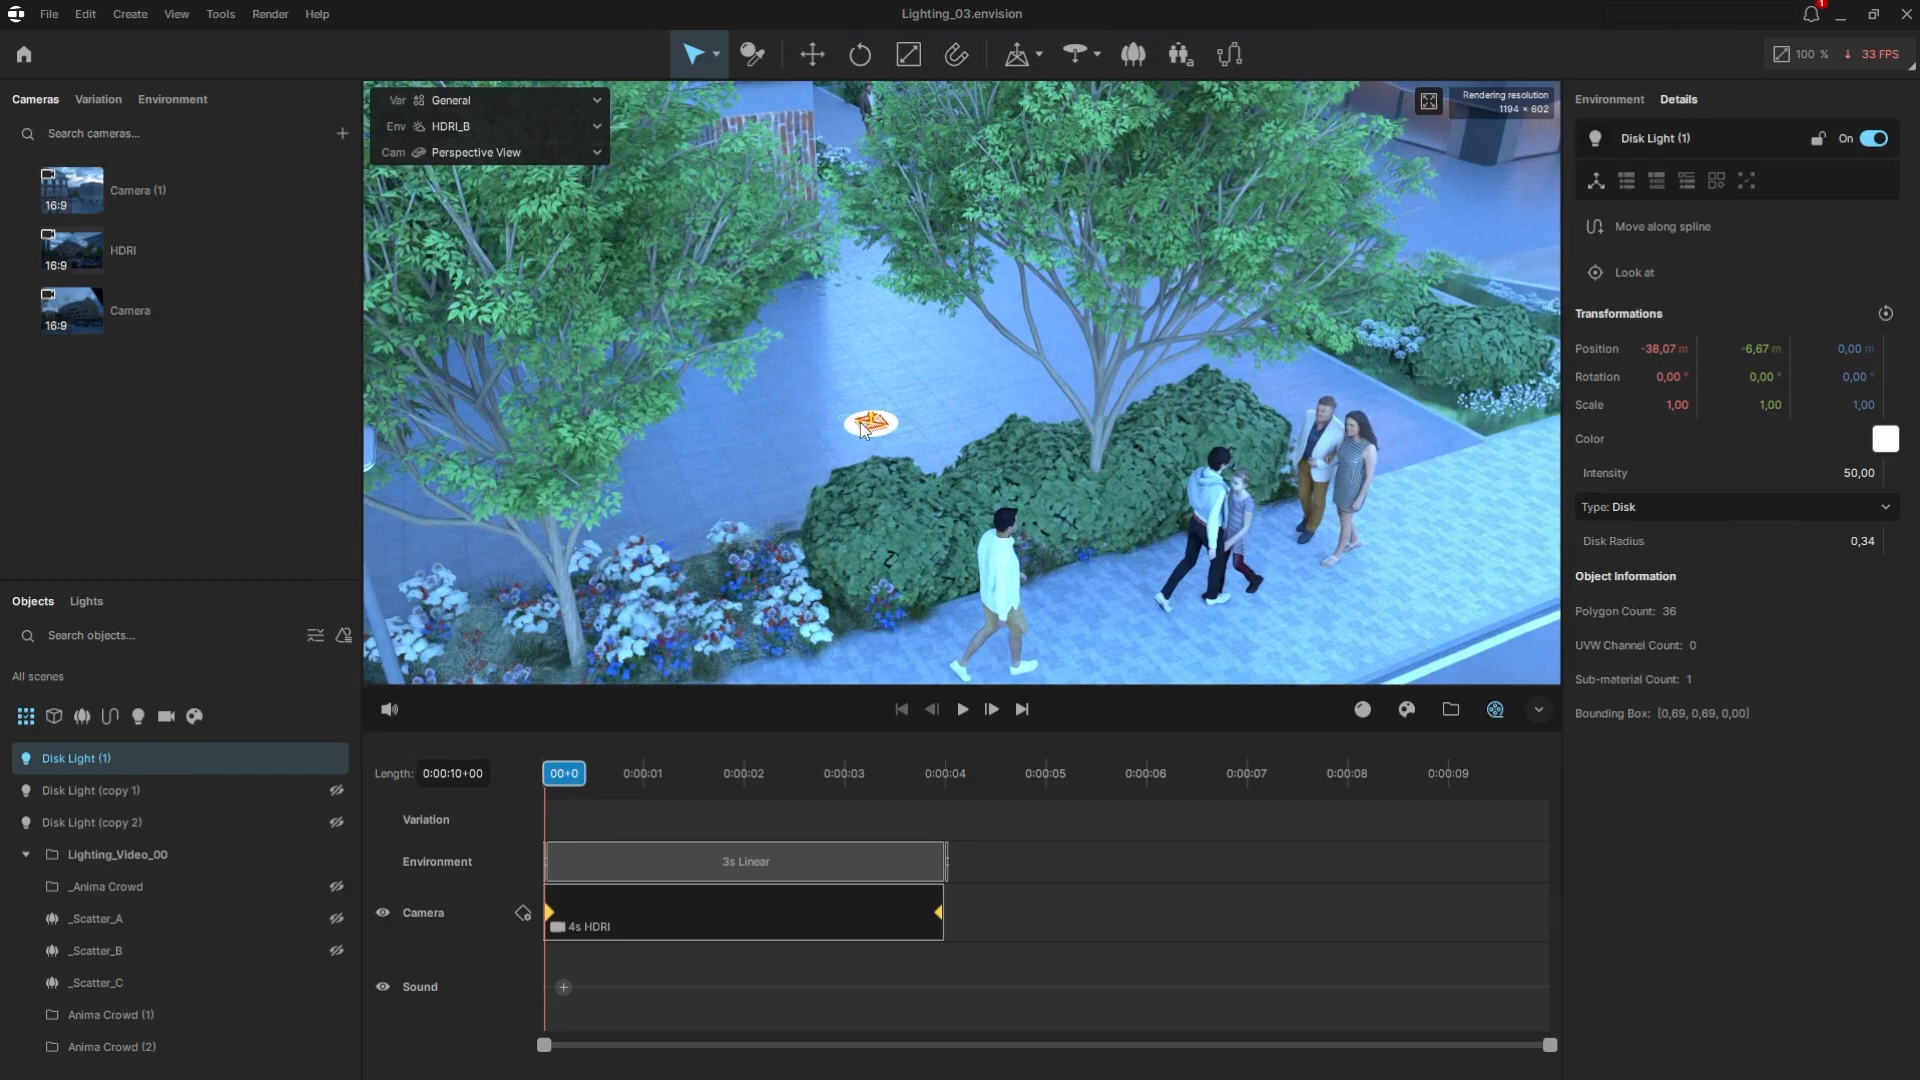 File Edit Create View Tools Render Help
Lighting_03.envision
1
100 % 33 FPS
Cameras Variation Environment
Search cameras...
16:9 Camera (1)
16:9 HDRI
16:9 Camera
Var General
Env HDRI_B
Cam Perspective View
Rendering resolution
1194 × 602
Environment Details
Disk Light (1) On
Move along spline
Look at
Transformations
Position -38,07 m -6,67 m 0,00 m
Rotation 0,00 ° 0,00 ° 0,00 °
Scale 1,00 1,00 1,00
Color
Intensity 50,00
Type: Disk
Disk Radius 0,34
Object Information
Polygon Count: 36
UVW Channel Count: 0
Sub-material Count: 1
Bounding Box: [0,69, 0,69, 0,00]
Objects Lights
Search objects...
All scenes
Disk Light (1)
Disk Light (copy 1)
Disk Light (copy 2)
Lighting_Video_00
_Anima Crowd
_Scatter_A
_Scatter_B
_Scatter_C
Anima Crowd (1)
Anima Crowd (2)
Length: 0:00:10+00 00+0 0:00:01 0:00:02 0:00:03 0:00:04 0:00:05 0:00:06 0:00:07 0:00:08 0:00:09
Variation
Environment 3s Linear
Camera
4s HDRI
Sound